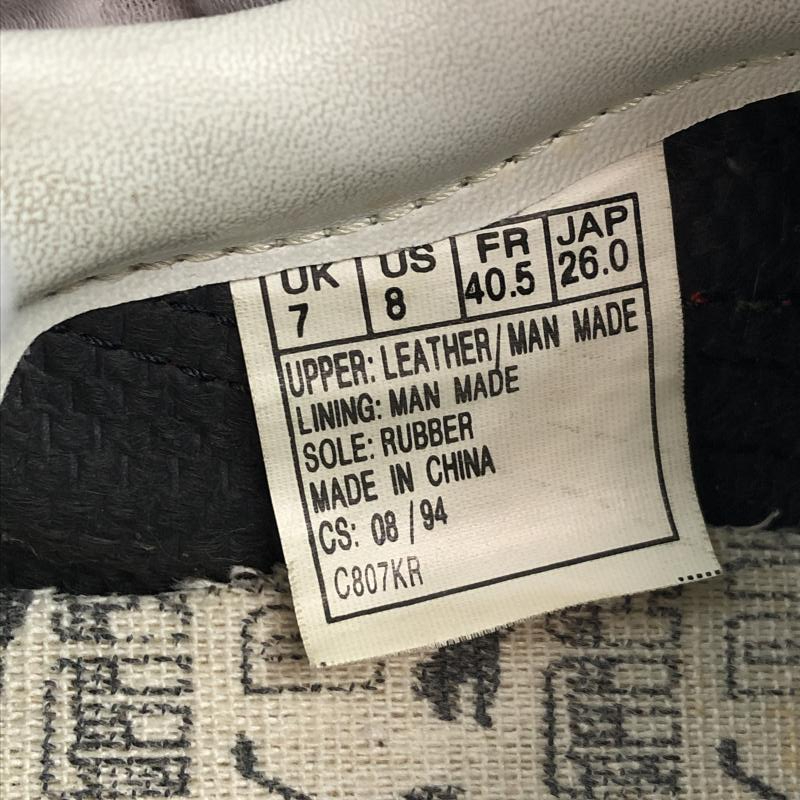 UK US FR JAP
7 8 40.5 26.0
UPPER: LEATHER/MAN MADE
LINING: MAN MADE
SOLE: RUBBER
MADE IN CHINA
CS: 08 / 94
C807KR